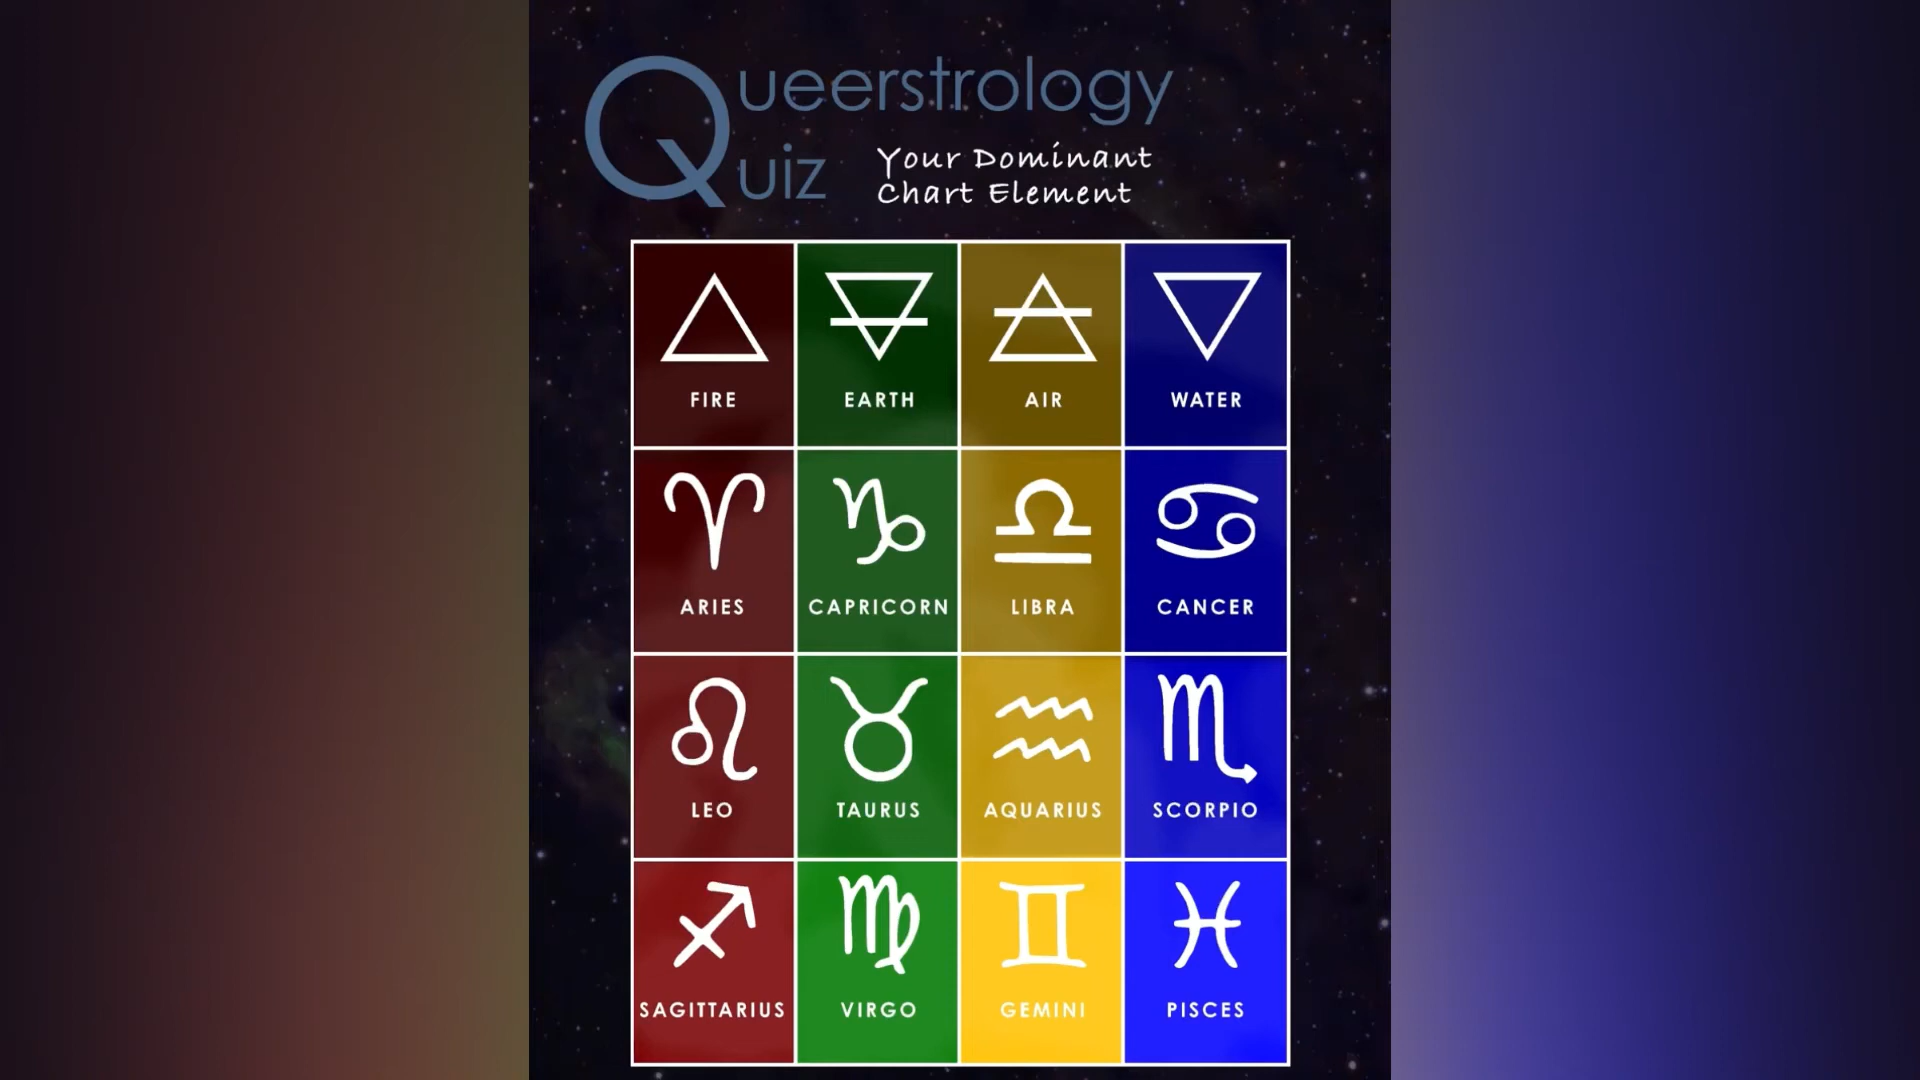 Queerstrology
Quiz
Your Dominant
Chart Element
FIRE EARTH AIR WATER
ARIES CAPRICORN LIBRA CANCER
LEO TAURUS AQUARIUS SCORPIO
SAGITTARIUS VIRGO GEMINI PISCES